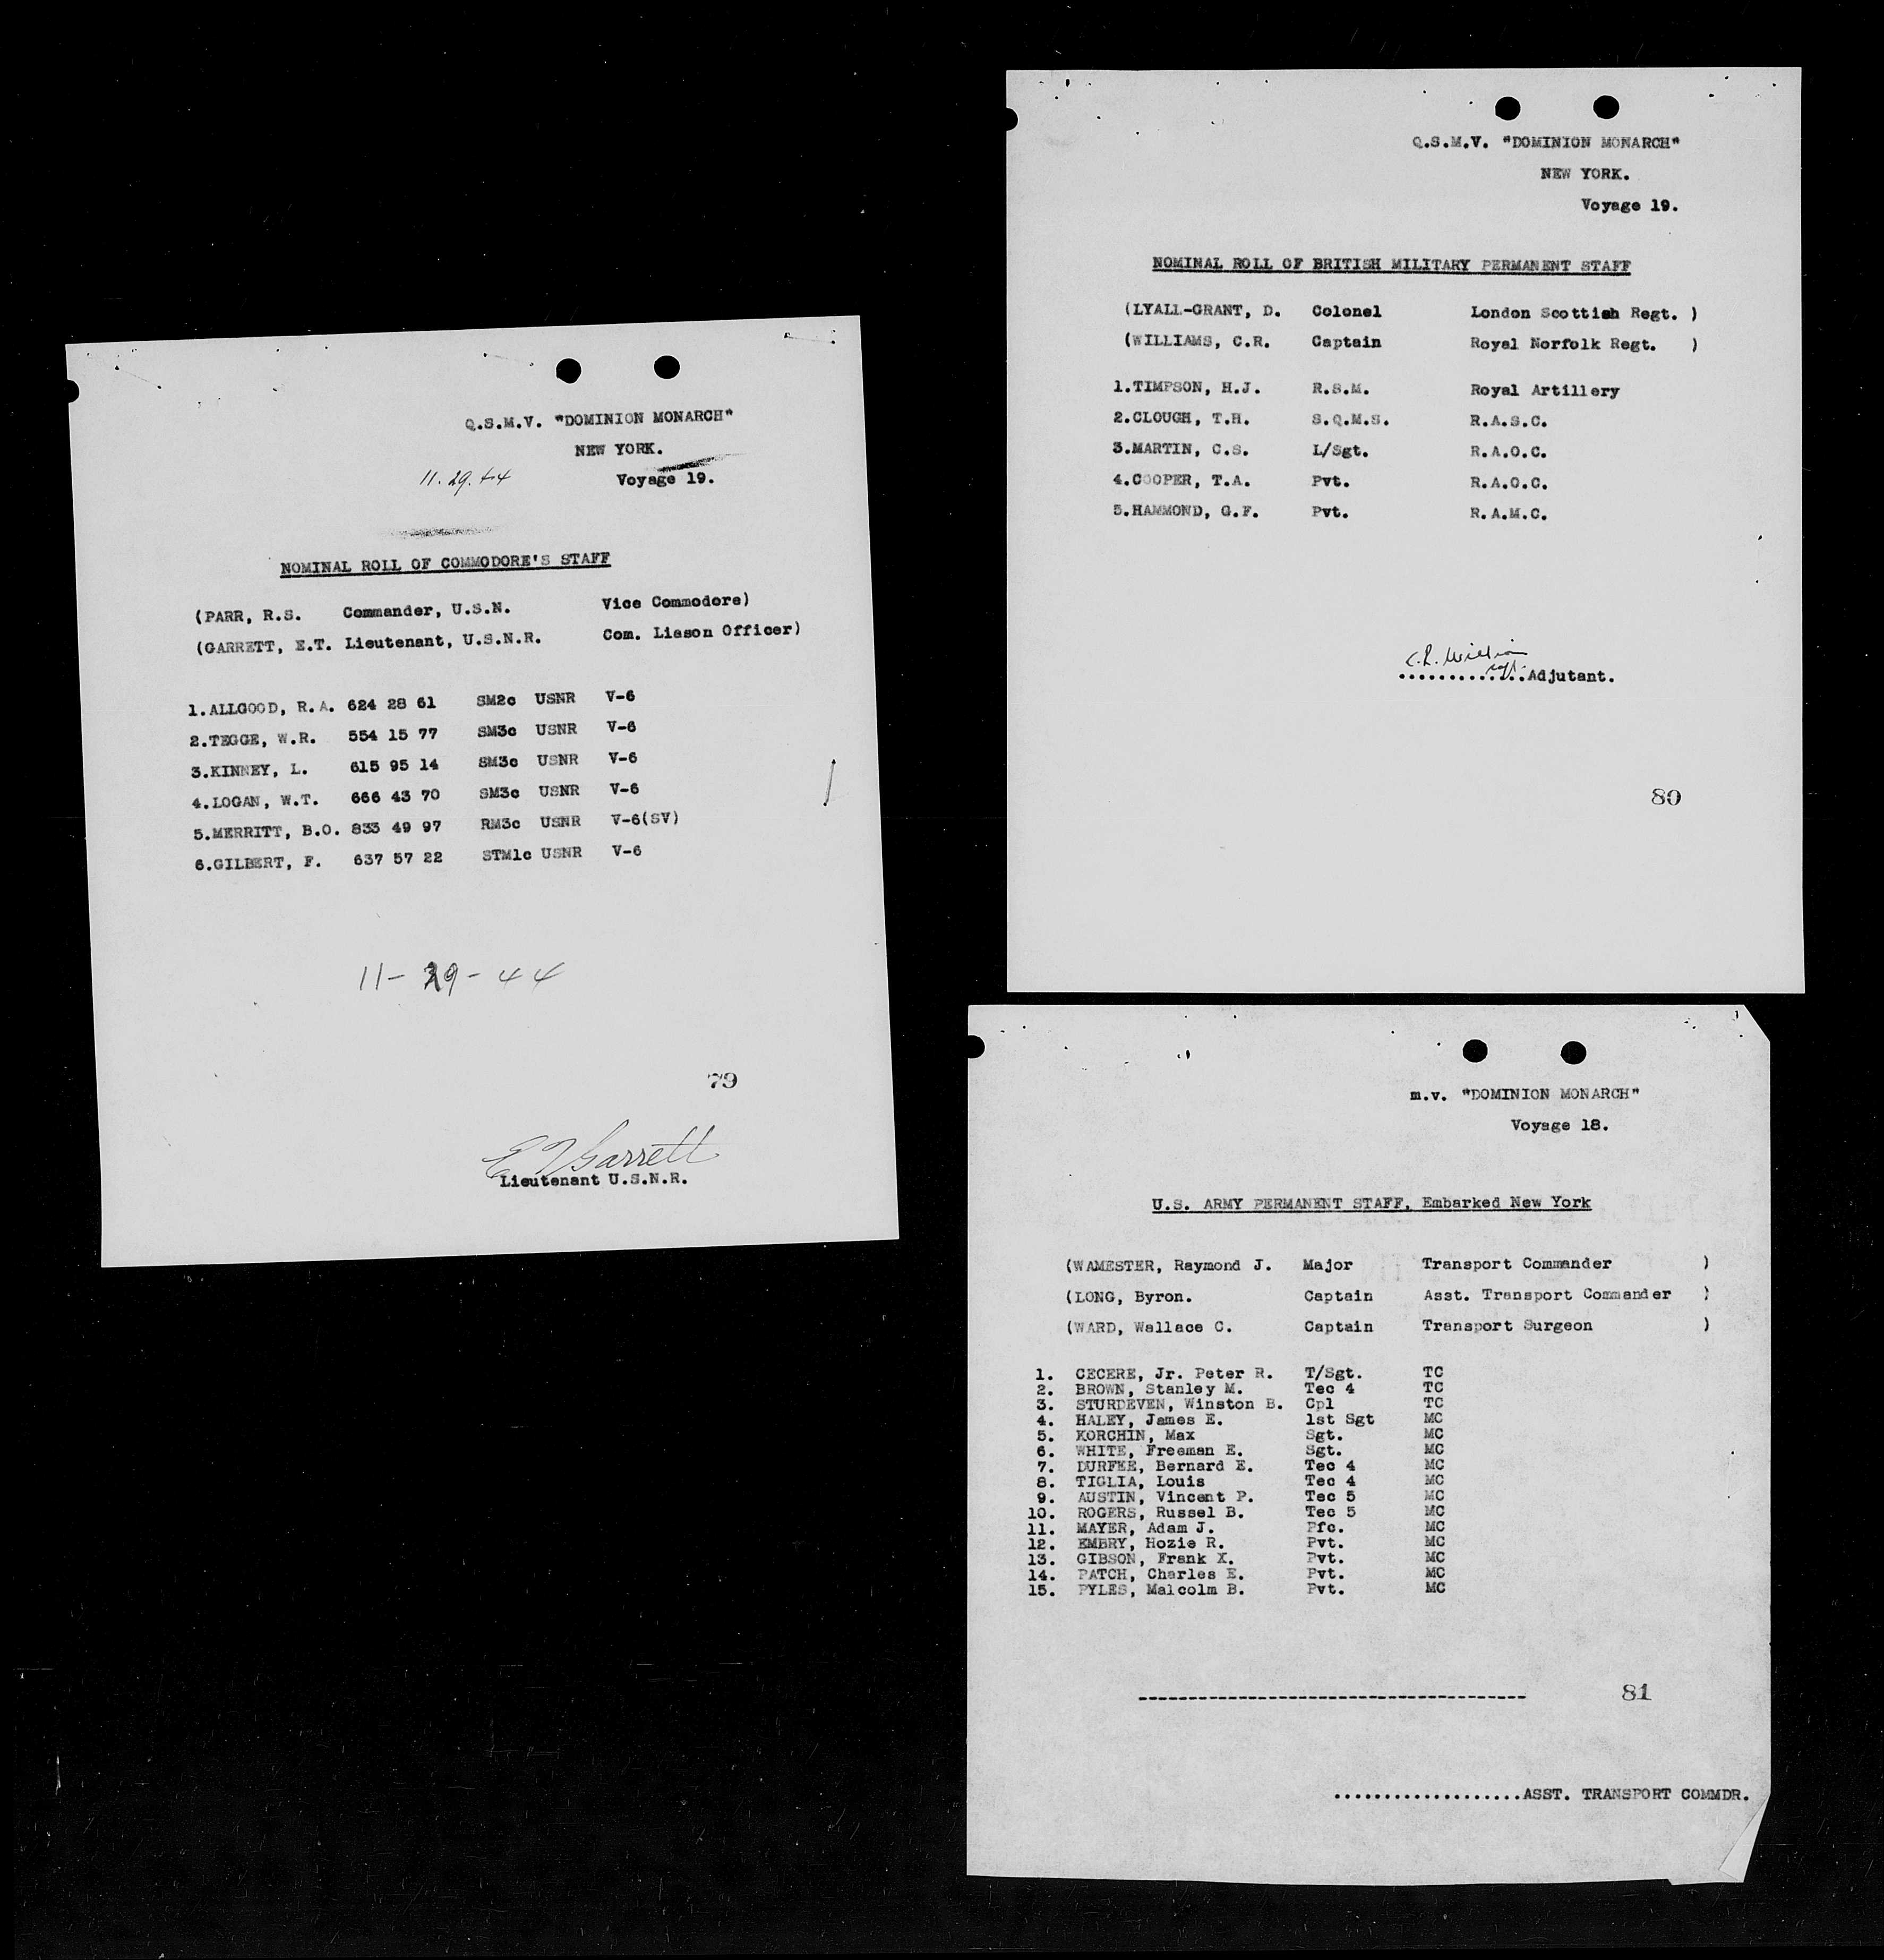 Q.S.M.V. "DOMINION MONARCH"
NEW YORK.
11.29.44 Voyage 19.
NOMINAL ROLL OF COMMODORE'S STAFF
(PARR, R.S. Commander, U.S.N. Vice Commodore)
(GARRETT, E.T. Lieutenant, U.S.N.R. Com. Liason Officer)
1.ALLGOOD, R.A. 624 28 61 SM2c USNR V-6
2.TEGGE, W.R. 554 15 77 SM3c USNR V-6
3.KINNEY, L. 615 95 14 SM3c USNR V-6
4.LOGAN, W.T. 666 43 70 SM3c USNR V-6
5.MERRITT, B.O. 833 49 97 RM3c USNR V-6(SV)
6.GILBERT, F. 637 57 22 STM1c USNR V-6
11-29-44
79
E T Garrett
Lieutenant U.S.N.R.
Q.S.M.V. "DOMINION MONARCH"
NEW YORK.
Voyage 19.
NOMINAL ROLL OF BRITISH MILITARY PERMANENT STAFF
(LYALL-GRANT, D. Colonel London Scottish Regt. )
(WILLIAMS, C.R. Captain Royal Norfolk Regt. )
1.TIMPSON, H.J. R.S.M. Royal Artillery
2.CLOUGH, T.H. S.Q.M.S. R.A.S.C.
3.MARTIN, C.S. L/Sgt. R.A.O.C.
4.COOPER, T.A. Pvt. R.A.O.C.
5.HAMMOND, G.F. Pvt. R.A.M.C.
C.R. Williams
Capt.
..............Adjutant.
80
m.v. "DOMINION MONARCH"
Voyage 18.
U.S. ARMY PERMANENT STAFF, Embarked New York
(WAMESTER, Raymond J. Major Transport Commander )
(LONG, Byron. Captain Asst. Transport Commander )
(WARD, Wallace C. Captain Transport Surgeon )
1. CECERE, Jr. Peter R. T/Sgt. TC
2. BROWN, Stanley M. Tec 4 TC
3. STURDEVEN, Winston B. Cpl TC
4. HALEY, James E. 1st Sgt MC
5. KORCHIN, Max Sgt. MC
6. WHITE, Freeman E. Sgt. MC
7. DURFEE, Bernard E. Tec 4 MC
8. TIGLIA, Louis Tec 4 MC
9. AUSTIN, Vincent P. Tec 5 MC
10. ROGERS, Russel B. Tec 5 MC
11. MAYER, Adam J. Pfc. MC
12. EMBRY, Hozie R. Pvt. MC
13. GIBSON, Frank X. Pvt. MC
14. PATCH, Charles E. Pvt. MC
15. PYLES, Malcolm B. Pvt. MC
---------------------------------------
81
...................ASST. TRANSPORT COMMDR.